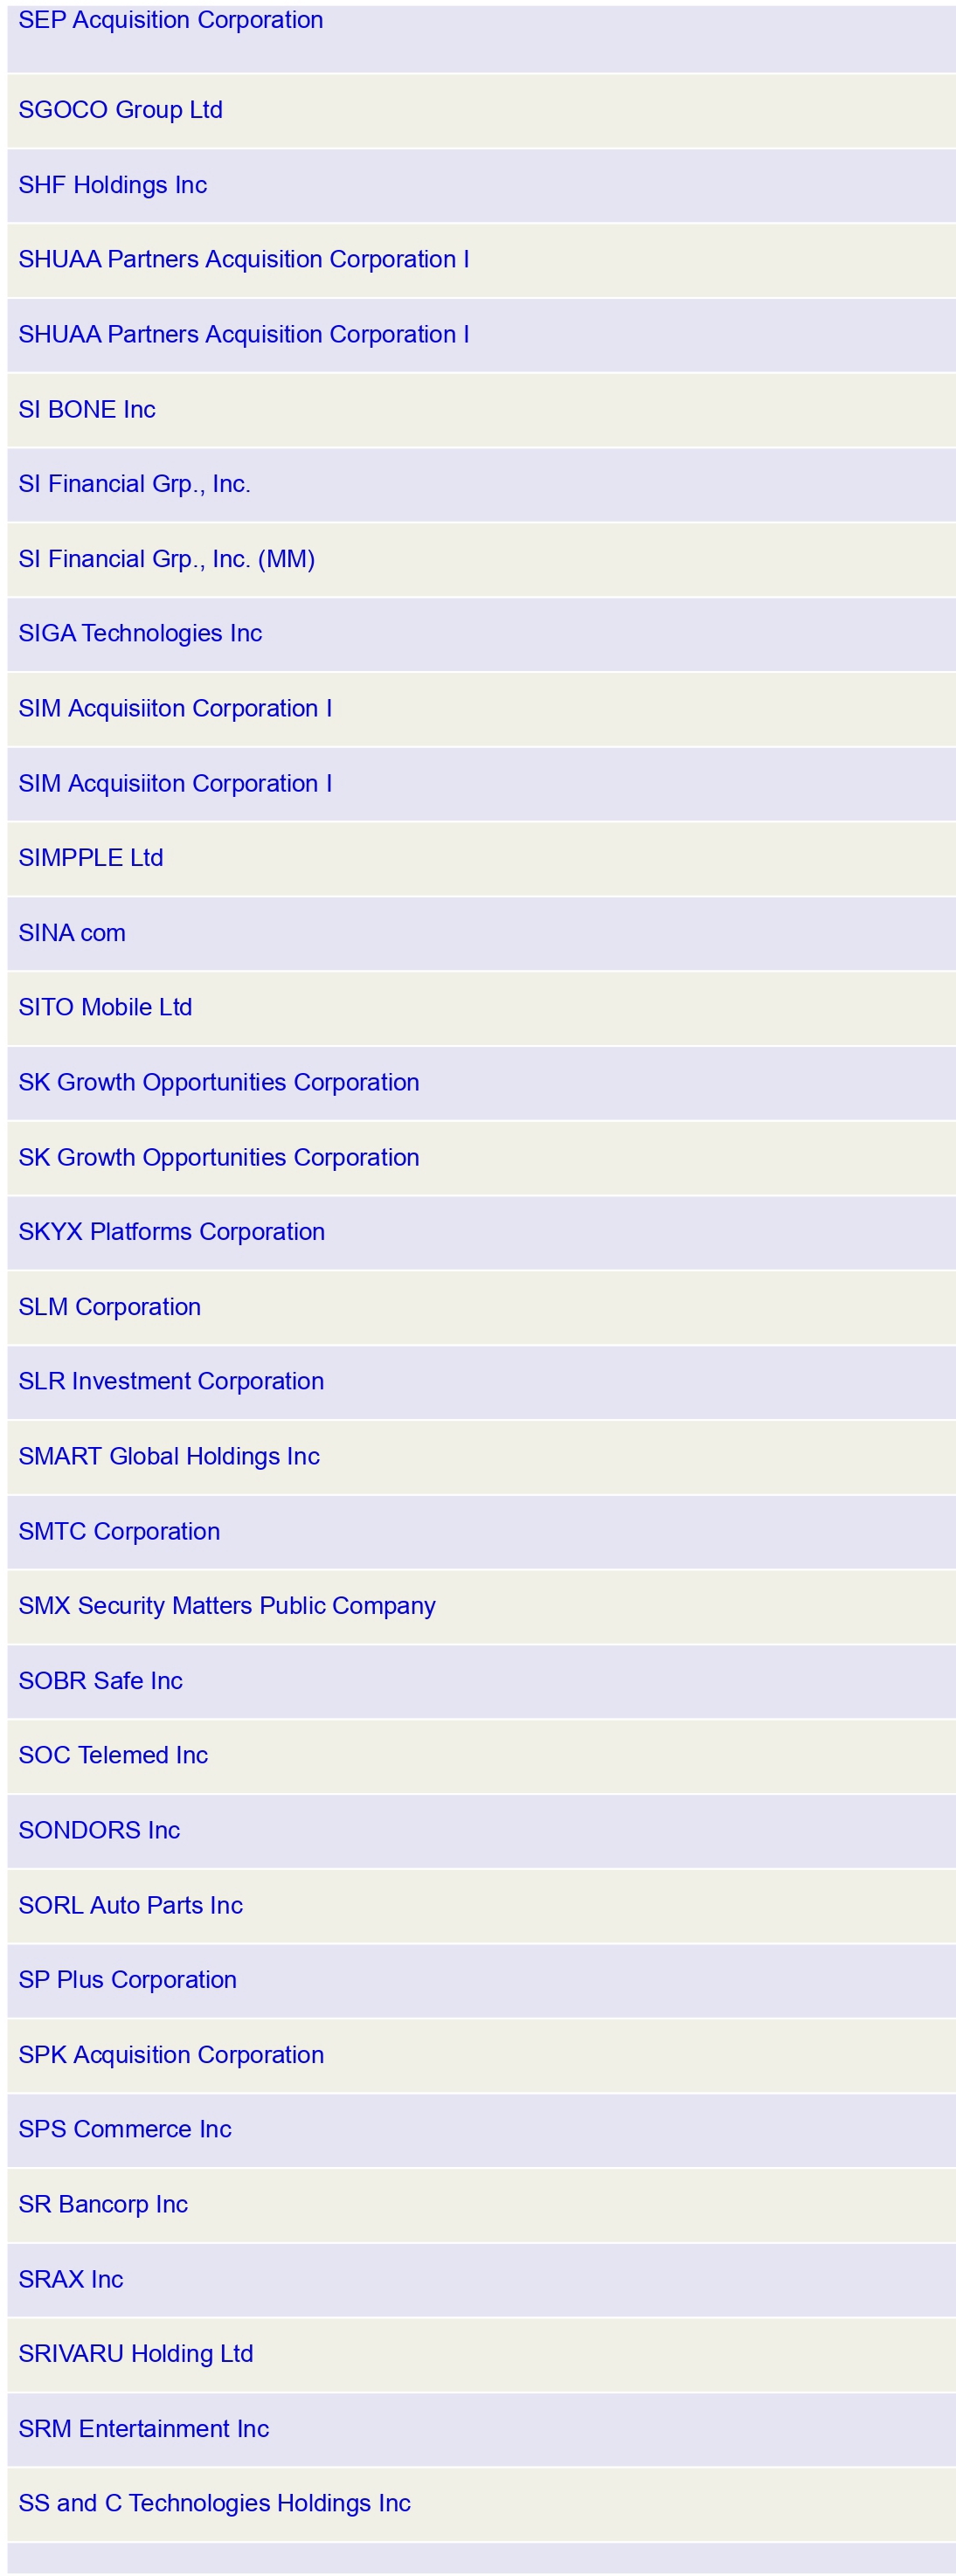 SEP Acquisition Corporation
SGOCO Group Ltd
SHF Holdings Inc
SHUAA Partners Acquisition Corporation I
SHUAA Partners Acquisition Corporation I
SI BONE Inc
SI Financial Grp., Inc.
SI Financial Grp., Inc. (MM)
SIGA Technologies Inc
SIM Acquisiiton Corporation I
SIM Acquisiiton Corporation I
SIMPPLE Ltd
SINA com
SITO Mobile Ltd
SK Growth Opportunities Corporation
SK Growth Opportunities Corporation
SKYX Platforms Corporation
SLM Corporation
SLR Investment Corporation
SMART Global Holdings Inc
SMTC Corporation
SMX Security Matters Public Company
SOBR Safe Inc
SOC Telemed Inc
SONDORS Inc
SORL Auto Parts Inc
SP Plus Corporation
SPK Acquisition Corporation
SPS Commerce Inc
SR Bancorp Inc
SRAX Inc
SRIVARU Holding Ltd
SRM Entertainment Inc
SS and C Technologies Holdings Inc